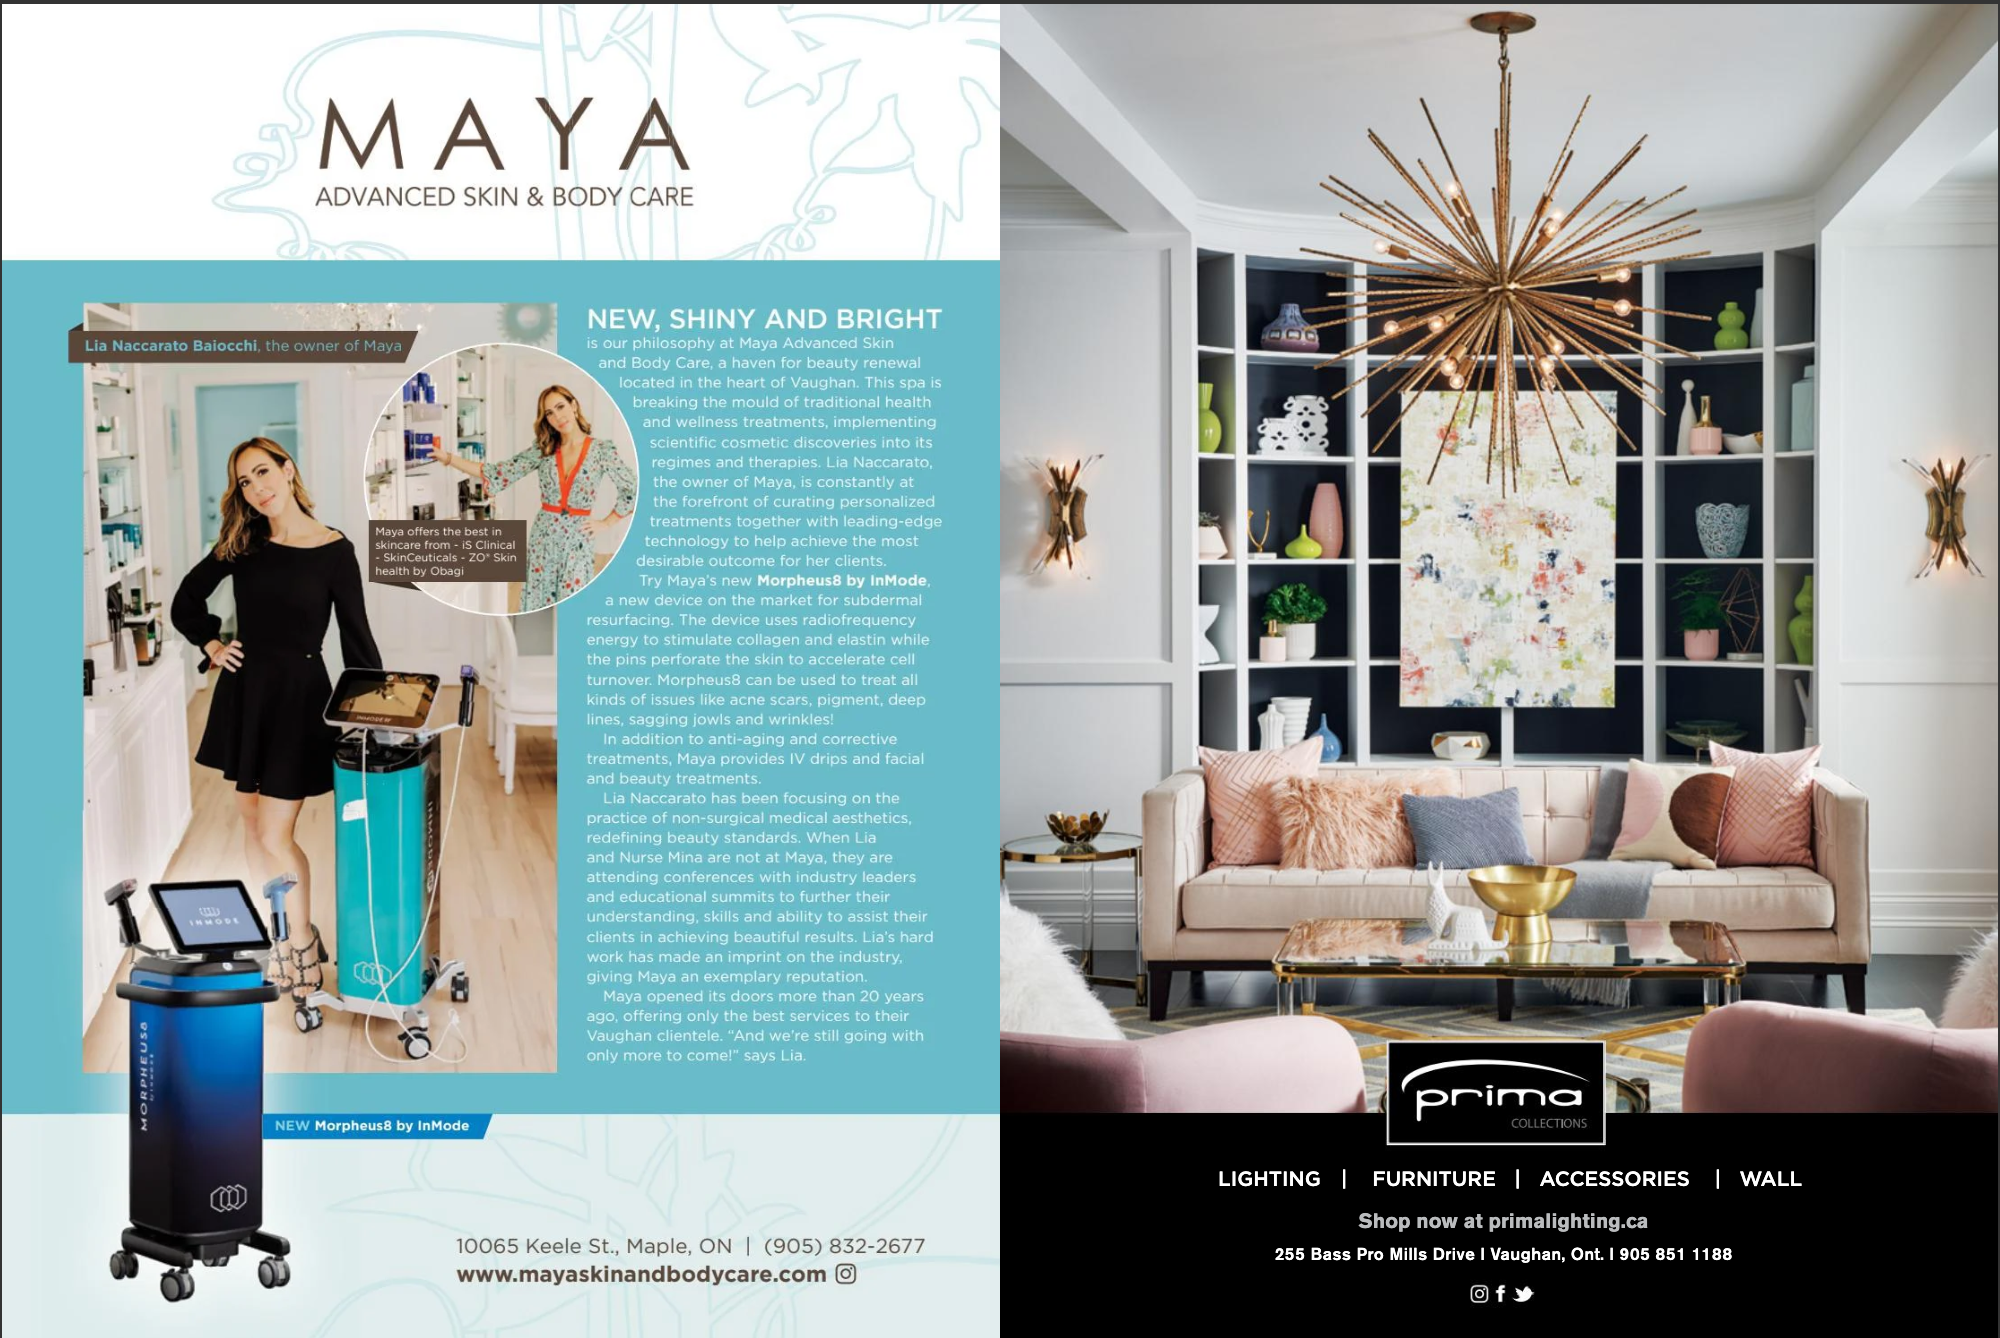 MAYA
ADVANCED SKIN & BODY CARE
Lia Naccarato Baiocchi, the owner of Maya
Maya offers the best in
skincare from - iS Clinical
- SkinCeuticals - ZO® Skin
health by Obagi
NEW, SHINY AND BRIGHT
is our philosophy at Maya Advanced Skin
and Body Care, a haven for beauty renewal
located in the heart of Vaughan. This spa is
breaking the mould of traditional health
and wellness treatments, implementing
scientific cosmetic discoveries into its
regimes and therapies. Lia Naccarato,
the owner of Maya, is constantly at
the forefront of curating personalized
treatments together with leading-edge
technology to help achieve the most
desirable outcome for her clients.
Try Maya's new Morpheus8 by InMode,
a new device on the market for subdermal
resurfacing. The device uses radiofrequency
energy to stimulate collagen and elastin while
the pins perforate the skin to accelerate cell
turnover. Morpheus8 can be used to treat all
kinds of issues like acne scars, pigment, deep
lines, sagging jowls and wrinkles!
In addition to anti-aging and corrective
treatments, Maya provides IV drips and facial
and beauty treatments.
Lia Naccarato has been focusing on the
practice of non-surgical medical aesthetics,
redefining beauty standards. When Lia
and Nurse Mina are not at Maya, they are
attending conferences with industry leaders
and educational summits to further their
understanding, skills and ability to assist their
clients in achieving beautiful results. Lia's hard
work has made an imprint on the industry,
giving Maya an exemplary reputation.
Maya opened its doors more than 20 years
ago, offering only the best services to their
Vaughan clientele. "And we're still going with
only more to come!" says Lia.
INMODE
INMODE
MORPHEUS8
NEW Morpheus8 by InMode
10065 Keele St., Maple, ON | (905) 832-2677
www.mayaskinandbodycare.com
prima
COLLECTIONS
LIGHTING | FURNITURE | ACCESSORIES | WALL
Shop now at primalighting.ca
255 Bass Pro Mills Drive I Vaughan, Ont. I 905 851 1188